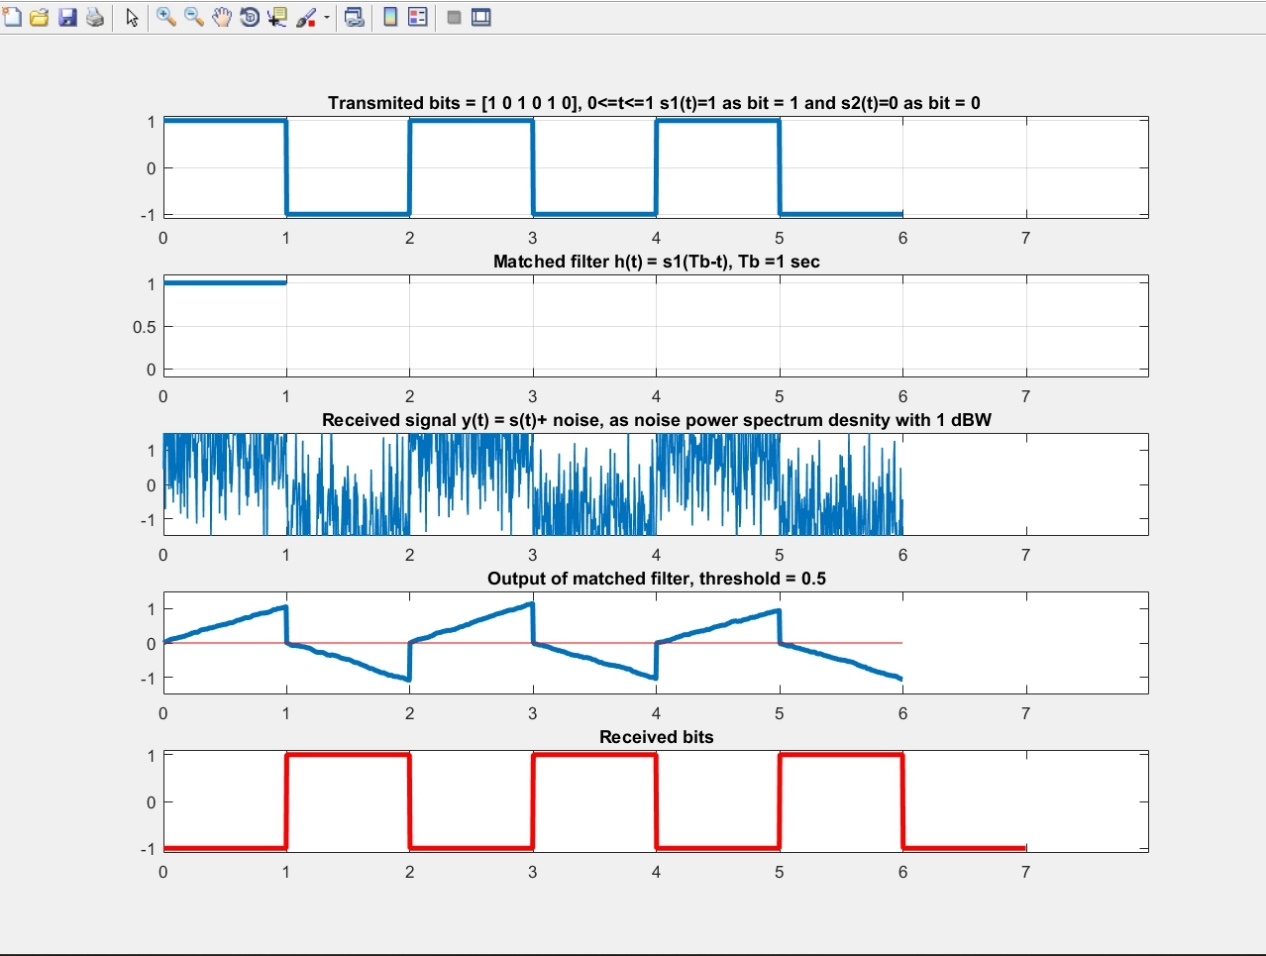 Transmited bits = [1 0 1 0 1 0], 0<=t<=1 s1(t)=1 as bit = 1 and s2(t)=0 as bit = 0
1
0
-1
0 1 2 3 4 5 6 7
Matched filter h(t) = s1(Tb-t), Tb =1 sec
1
0.5
0
0 1 2 3 4 5 6 7
Received signal y(t) = s(t)+ noise, as noise power spectrum desnity with 1 dBW
1
0
-1
0 1 2 3 4 5 6 7
Output of matched filter, threshold = 0.5
1
0
-1
0 1 2 3 4 5 6 7
Received bits
1
0
-1
0 1 2 3 4 5 6 7